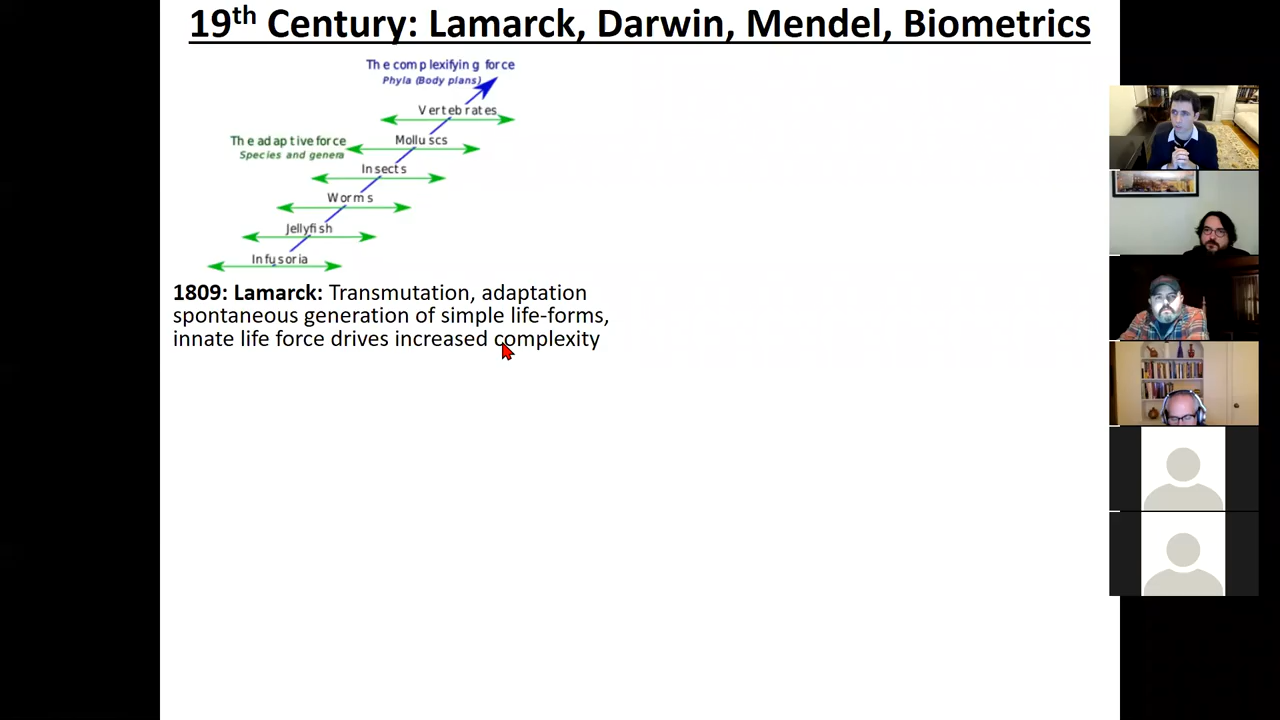 19th Century: Lamarck, Darwin, Mendel, Biometrics
The complexifying force
Phyla (Body plans)
Vertebrates
The adaptive force
Species and genera
Molluscs
Insects
Worms
Jellyfish
Infusoria
1809: Lamarck: Transmutation, adaptation
spontaneous generation of simple life-forms,
innate life force drives increased complexity